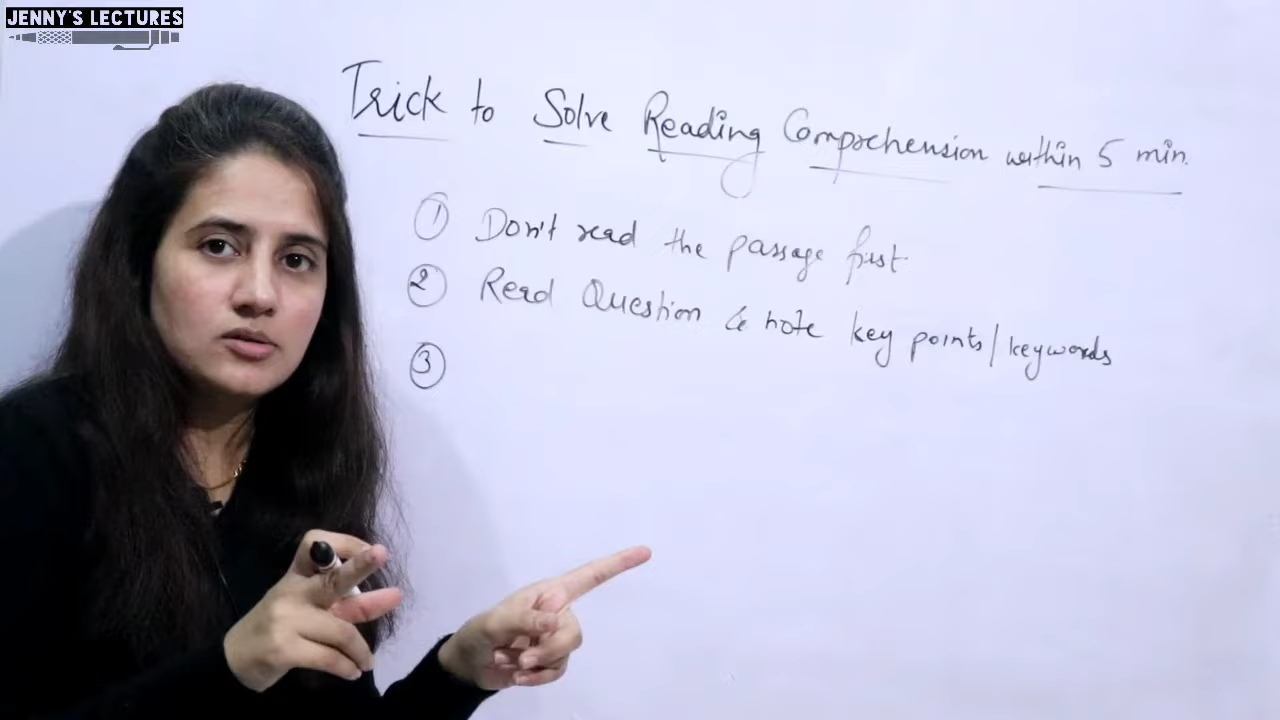 JENNY'S LECTURES
Trick to Solve Reading Comprehension within 5 min.
① Don't read the passage first
② Read Question & note key points/keywords
③